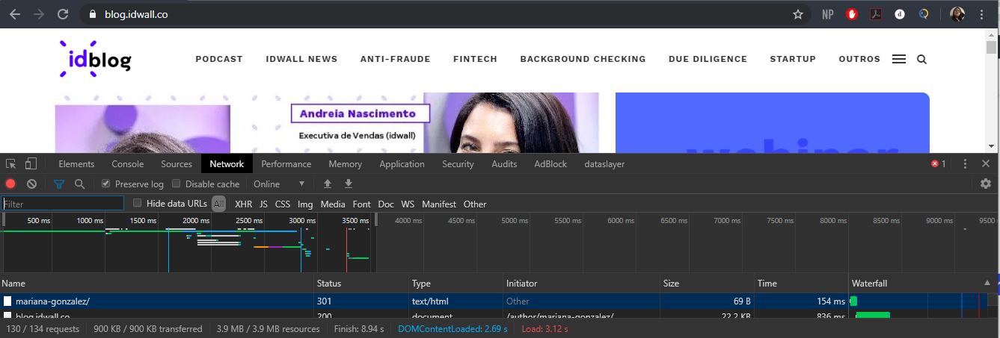 blog.idwall.co
NP
idblog
PODCAST IDWALL NEWS ANTI-FRAUDE FINTECH BACKGROUND CHECKING DUE DILIGENCE STARTUP OUTROS
Andreia Nascimento
Executiva de Vendas (idwall)
webinar
Elements Console Sources Network Performance Memory Application Security Audits AdBlock dataslayer 1
Preserve log Disable cache Online
Filter Hide data URLs All XHR JS CSS Img Media Font Doc WS Manifest Other
500 ms 1000 ms 1500 ms 2000 ms 2500 ms 3000 ms 3500 ms 4000 ms 4500 ms 5000 ms 5500 ms 6000 ms 6500 ms 7000 ms 7500 ms 8000 ms 8500 ms 9000 ms 9500
Name Status Type Initiator Size Time Waterfall
mariana-gonzalez/ 301 text/html Other 69 B 154 ms
blog.idwall.co 200 document /author/mariana-gonzalez/ 22.2 KB 836 ms
130 / 134 requests 900 KB / 900 KB transferred 3.9 MB / 3.9 MB resources Finish: 8.94 s DOMContentLoaded: 2.69 s Load: 3.12 s